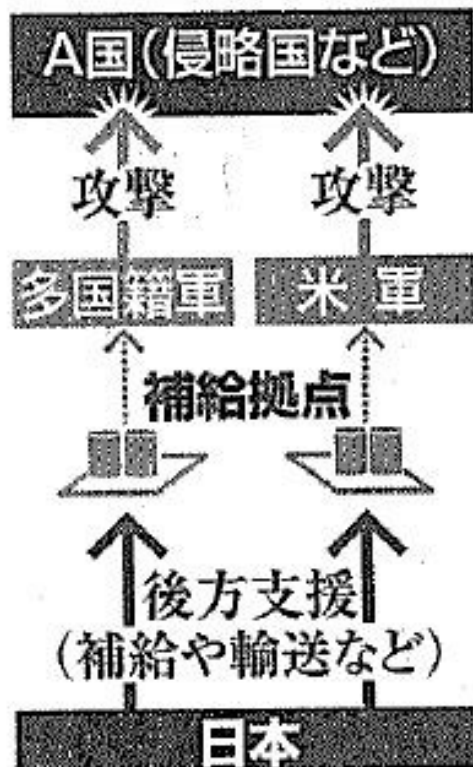 A国(侵略国など)
攻撃 攻撃
多国籍軍 米軍
補給拠点
後方支援
(補給や輸送など)
日本